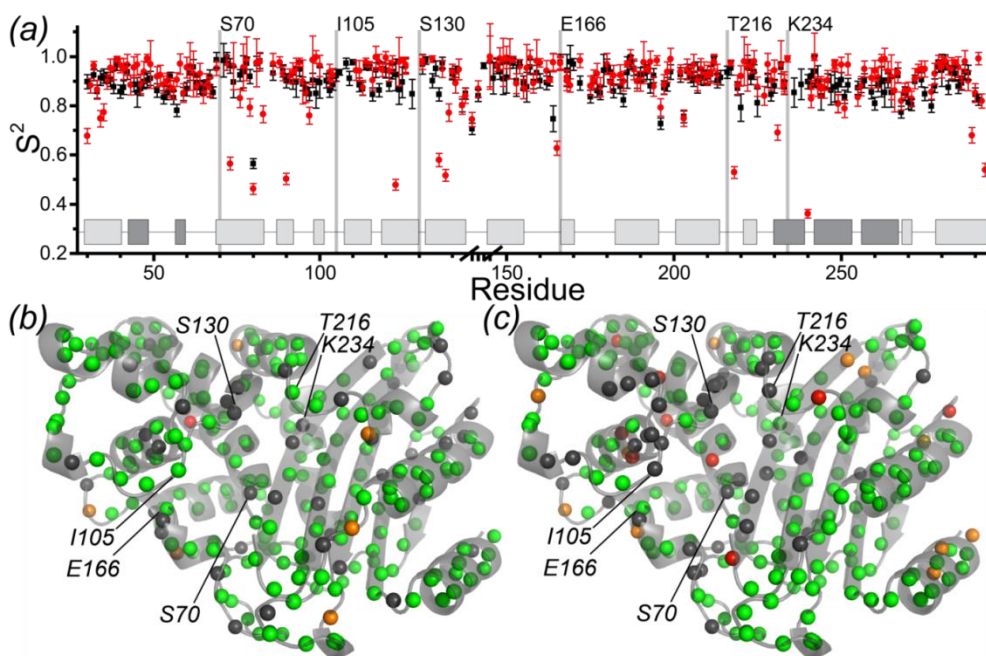 (a)
S70 I105 S130 E166 T216 K234
1.0
0.8
0.6
0.4
0.2
S²
50 100 150 200 250
Residue
(b)
S130
T216
K234
I105
E166
S70
(c)
S130
T216
K234
I105
E166
S70